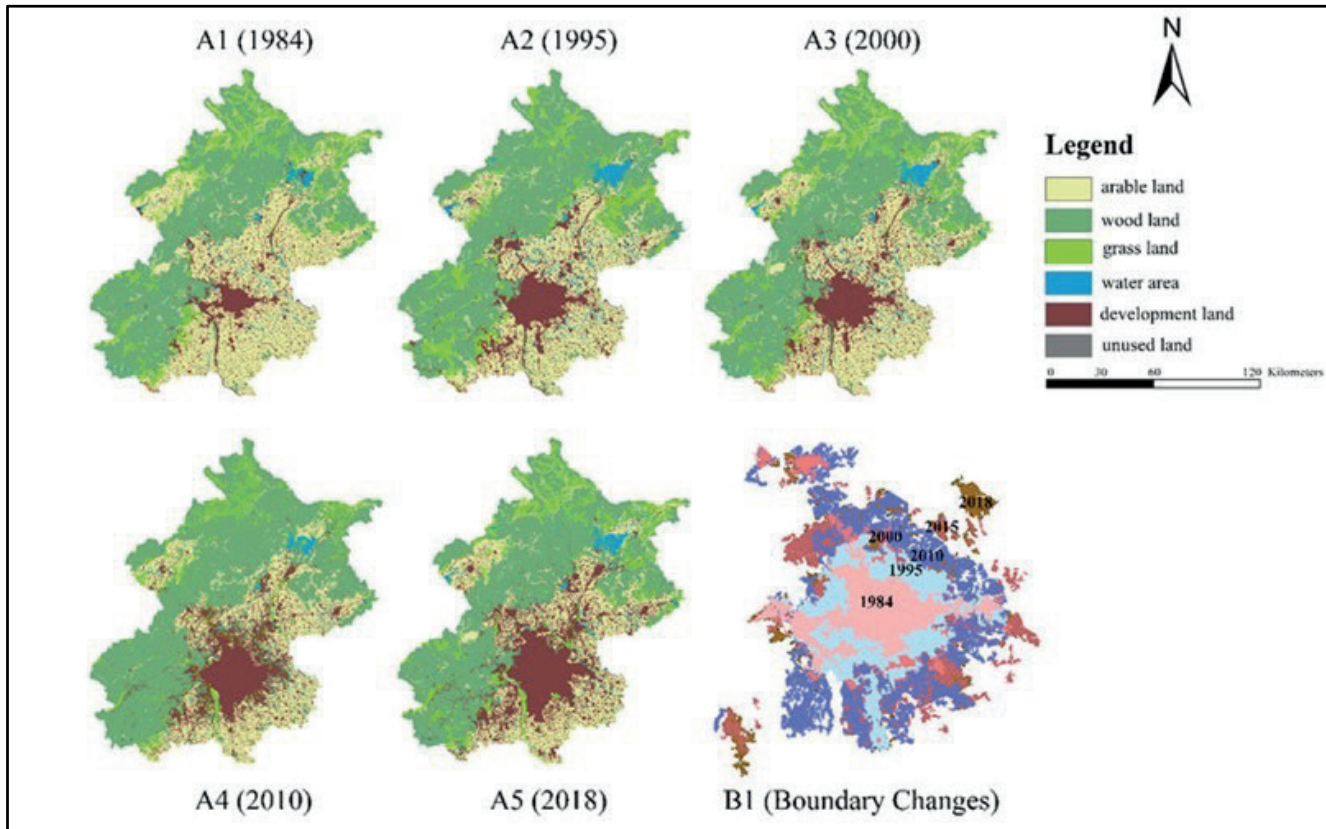 A1 (1984)
A2 (1995)
A3 (2000)
N
Legend
arable land
wood land
grass land
water area
development land
unused land
0 30 60 120 Kilometers
2018
2015
2000
2010
1995
1984
A4 (2010)
A5 (2018)
B1 (Boundary Changes)